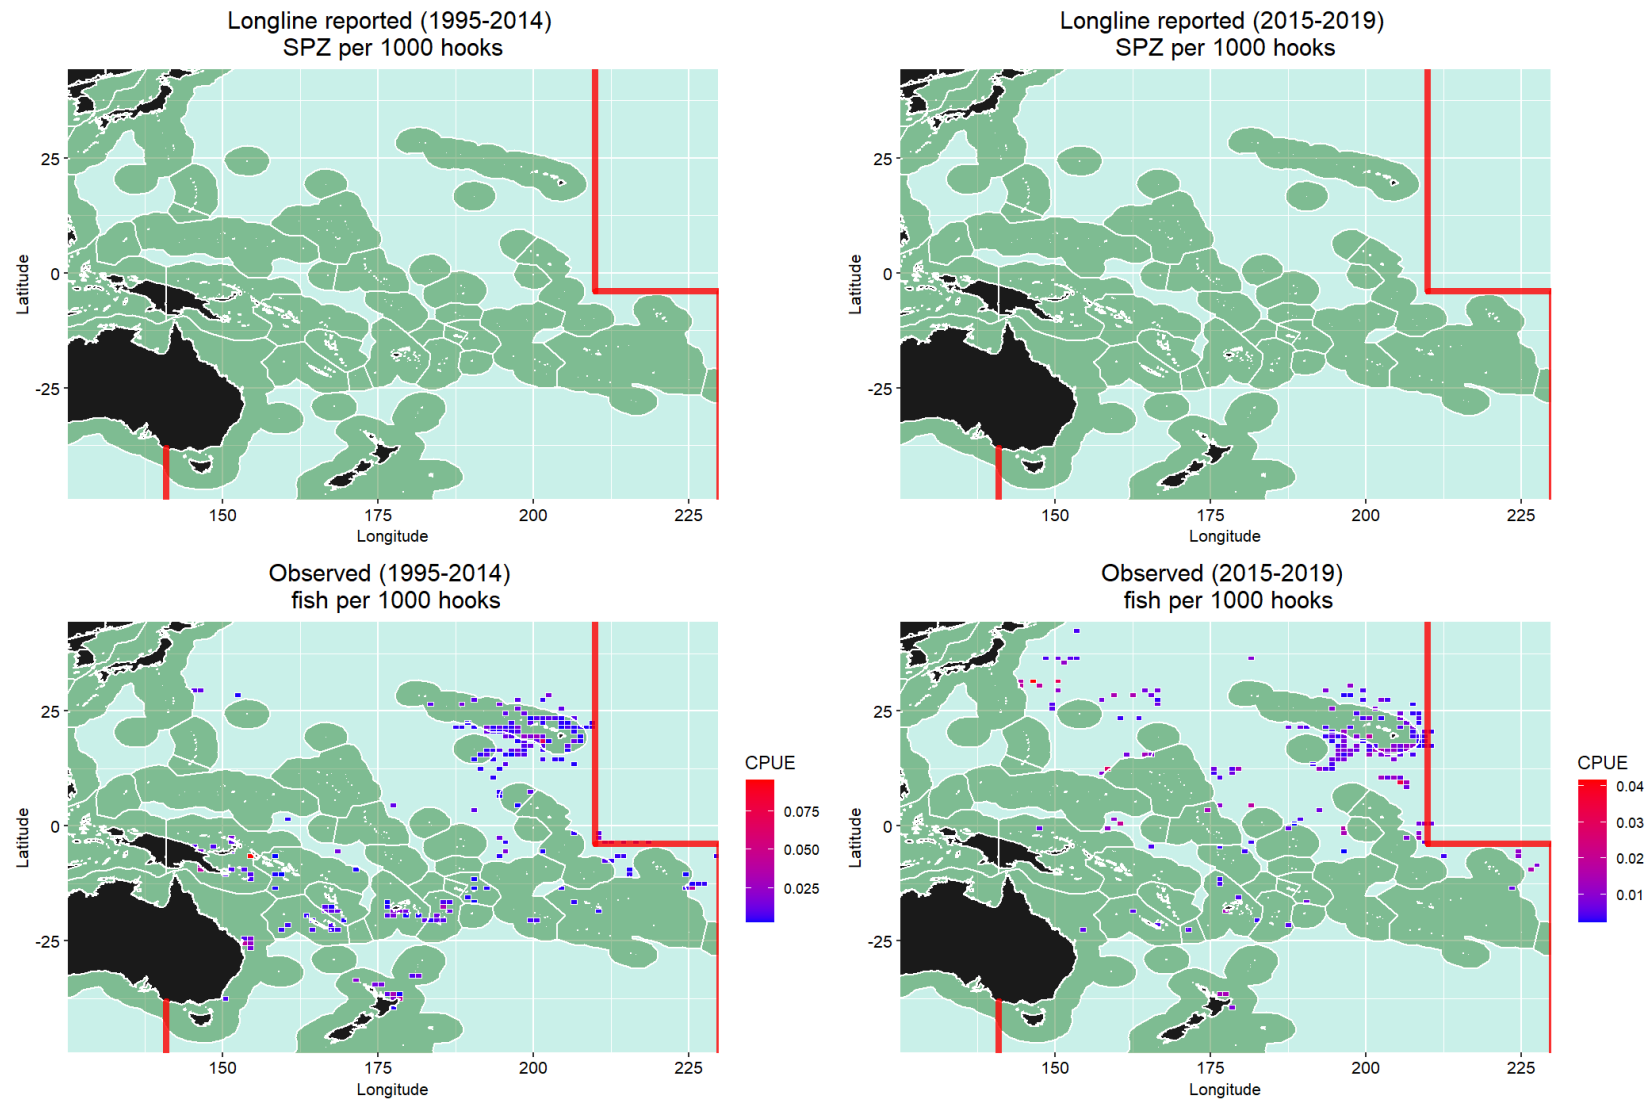 Longline reported (1995-2014)
SPZ per 1000 hooks
Latitude
25
0
-25
150
175
200
225
Longitude
Longline reported (2015-2019)
SPZ per 1000 hooks
Latitude
25
0
-25
150
175
200
225
Longitude
Observed (1995-2014)
fish per 1000 hooks
Latitude
25
0
-25
150
175
200
225
Longitude
CPUE
0.075
0.050
0.025
Observed (2015-2019)
fish per 1000 hooks
Latitude
25
0
-25
150
175
200
225
Longitude
CPUE
0.04
0.03
0.02
0.01